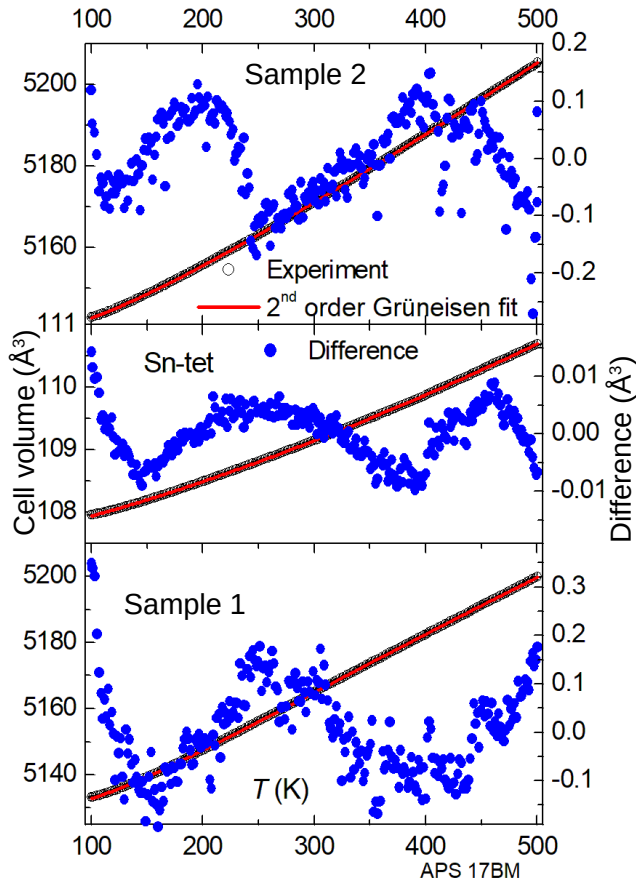 100 200 300 400 500
Sample 2
5200
5180
5160
0.2
0.1
0.0
-0.1
-0.2
Experiment
2nd order Grüneisen fit
Difference
Sn-tet
111
110
109
108
0.01
0.00
-0.01
Cell volume (Å³)
Difference (Å³)
Sample 1
5200
5180
5160
5140
0.3
0.2
0.1
0.0
-0.1
T (K)
100 200 300 400 500
APS 17BM